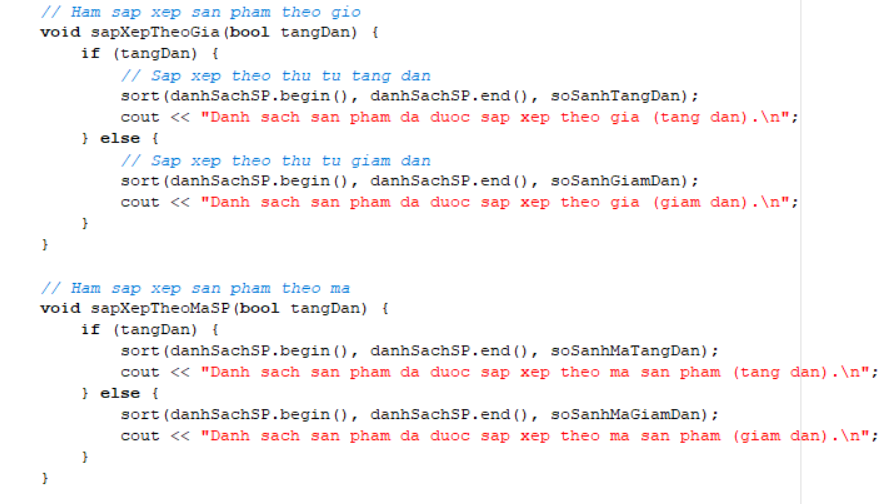 // Ham sap xep san pham theo gio
void sapXepTheoGia(bool tangDan) {
    if (tangDan) {
        // Sap xep theo thu tu tang dan
        sort(danhSachSP.begin(), danhSachSP.end(), soSanhTangDan);
        cout << "Danh sach san pham da duoc sap xep theo gia (tang dan).\n";
    } else {
        // Sap xep theo thu tu giam dan
        sort(danhSachSP.begin(), danhSachSP.end(), soSanhGiamDan);
        cout << "Danh sach san pham da duoc sap xep theo gia (giam dan).\n";
    }
}

// Ham sap xep san pham theo ma
void sapXepTheoMaSP(bool tangDan) {
    if (tangDan) {
        sort(danhSachSP.begin(), danhSachSP.end(), soSanhMaTangDan);
        cout << "Danh sach san pham da duoc sap xep theo ma san pham (tang dan).\n";
    } else {
        sort(danhSachSP.begin(), danhSachSP.end(), soSanhMaGiamDan);
        cout << "Danh sach san pham da duoc sap xep theo ma san pham (giam dan).\n";
    }
}